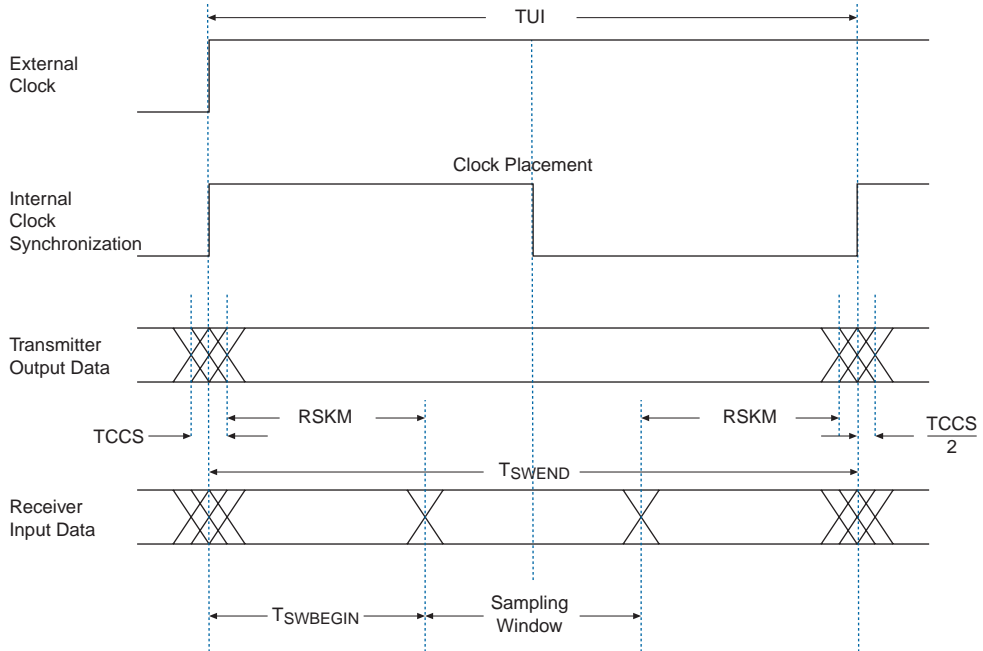 TUI
External
Clock
Clock Placement
Internal
Clock
Synchronization
Transmitter
Output Data
RSKM
RSKM
TCCS
TCCS
2
TSWEND
Receiver
Input Data
TSWBEGIN
Sampling
Window